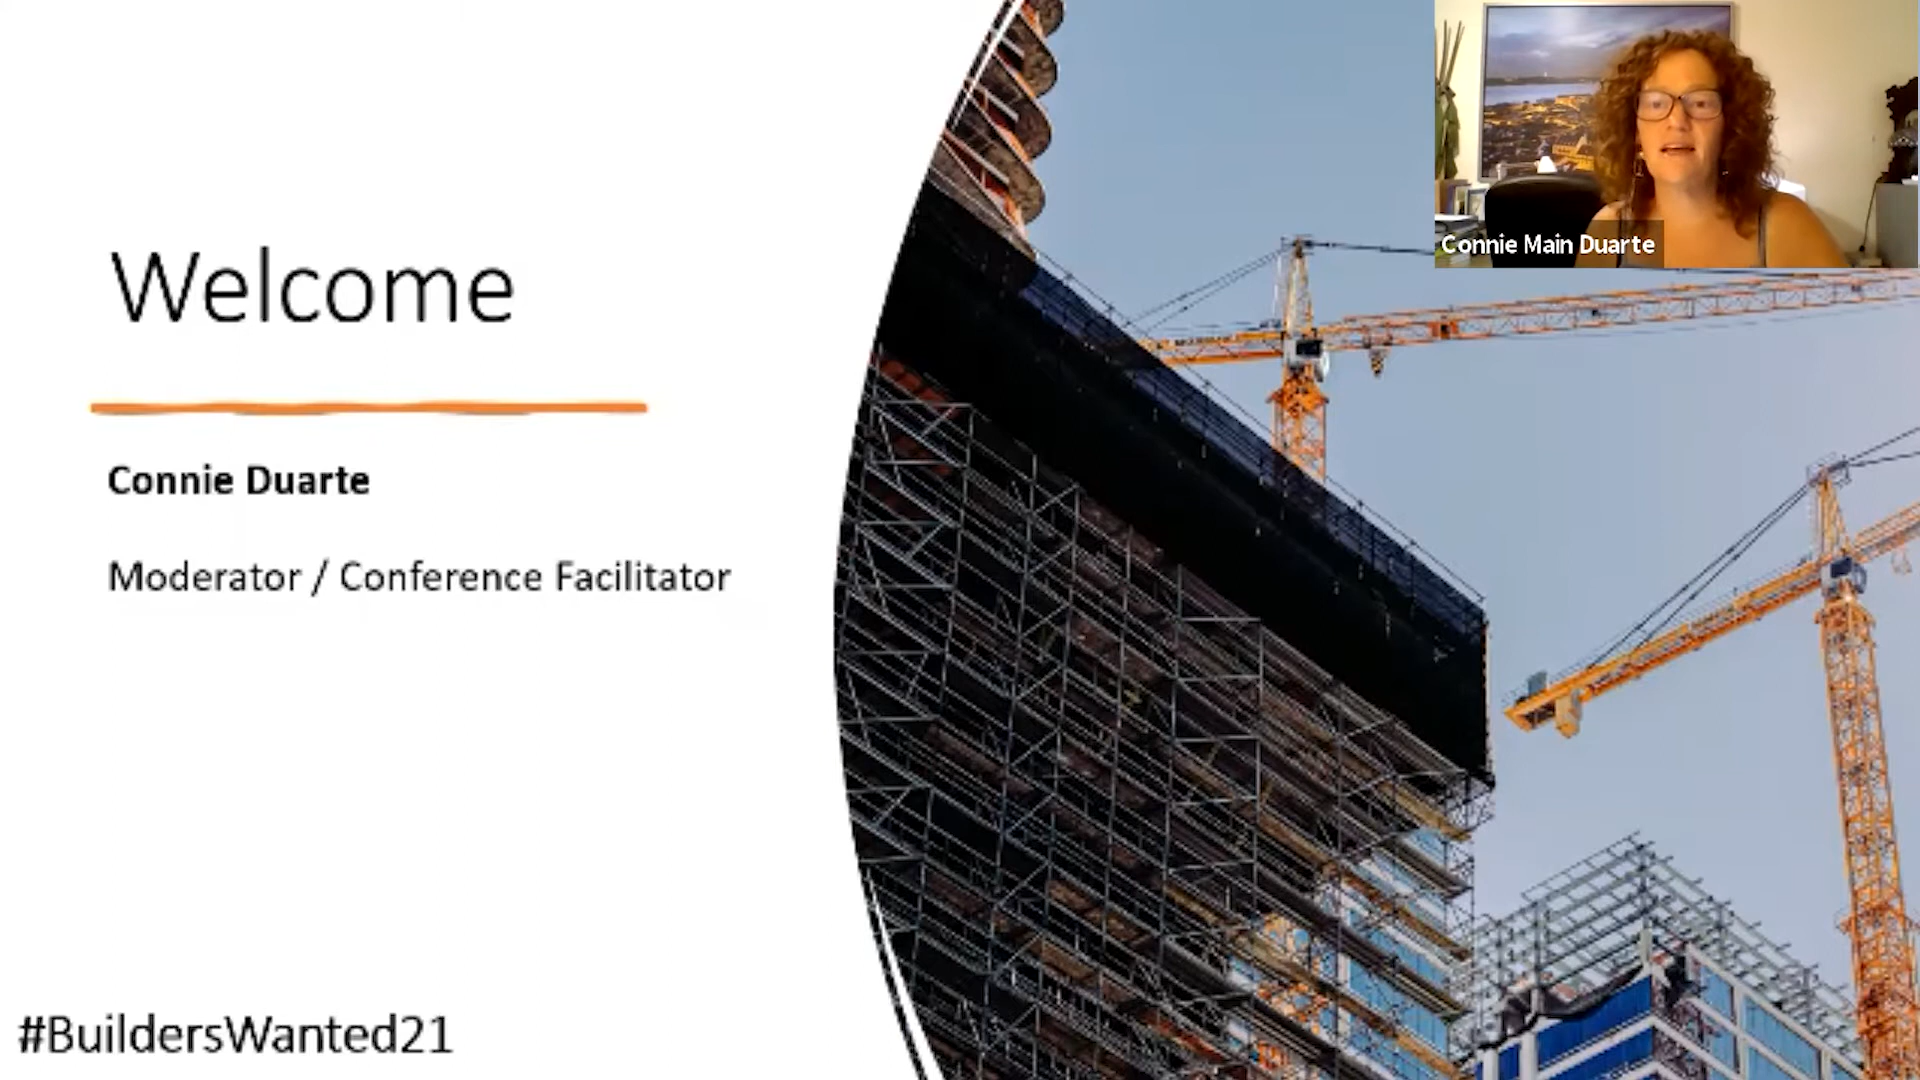 Welcome
Connie Duarte
Moderator / Conference Facilitator
#BuildersWanted21
Connie Main Duarte